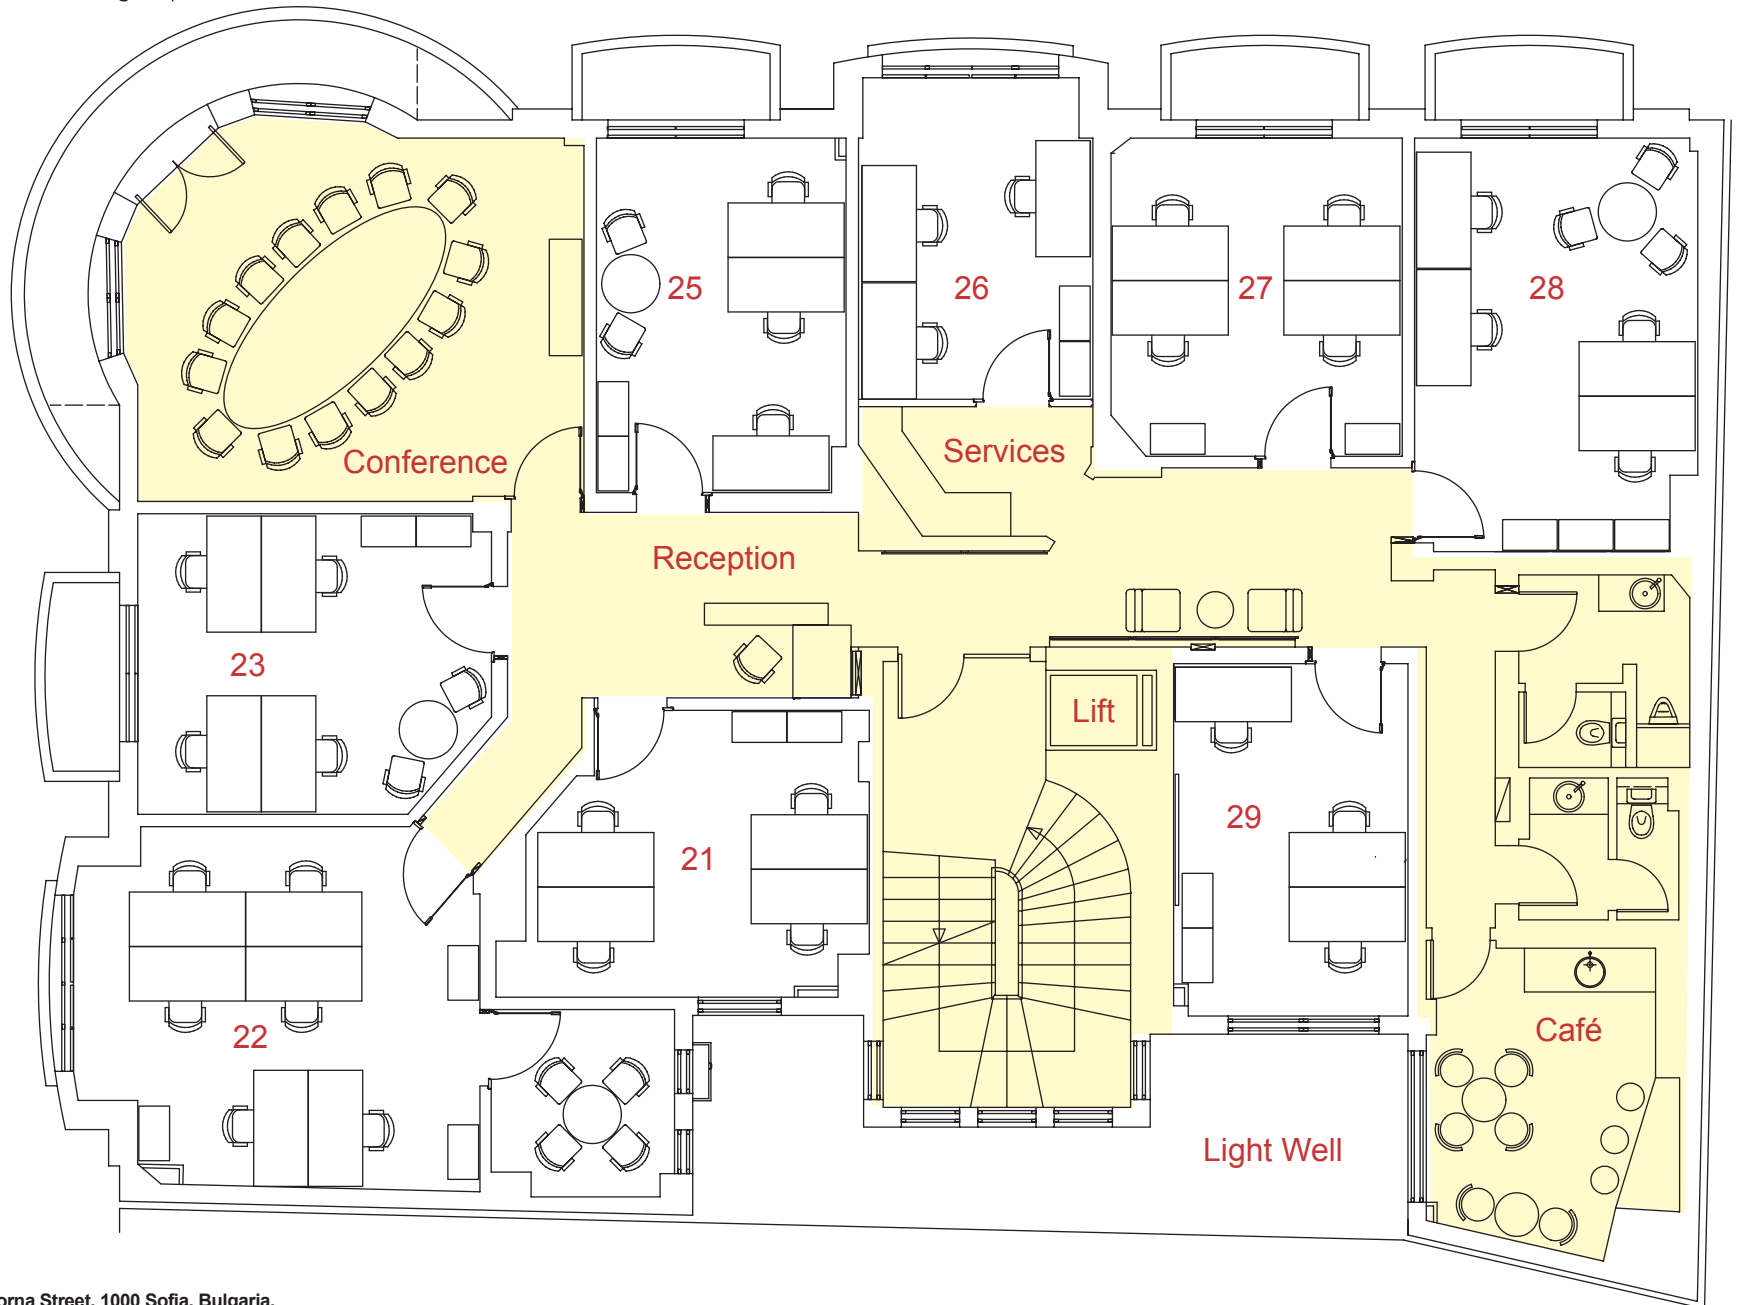 25
26
27
28
Conference
Services
Reception
23
Lift
21
29
22
Café
Light Well
Street, 1000 Sofia, Bulgaria.